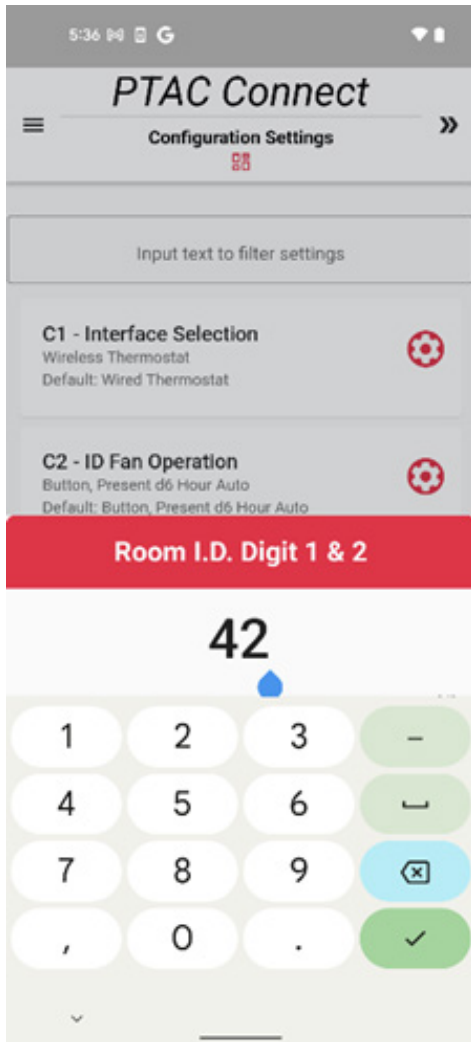 5:36 G
PTAC Connect
Configuration Settings
Input text to filter settings
C1 - Interface Selection
Wireless Thermostat
Default: Wired Thermostat
C2 - ID Fan Operation
Button, Present d6 Hour Auto
Default: Button, Present d6 Hour Auto
Room I.D. Digit 1 & 2
42
1 2 3 –
4 5 6
7 8 9
, 0 .